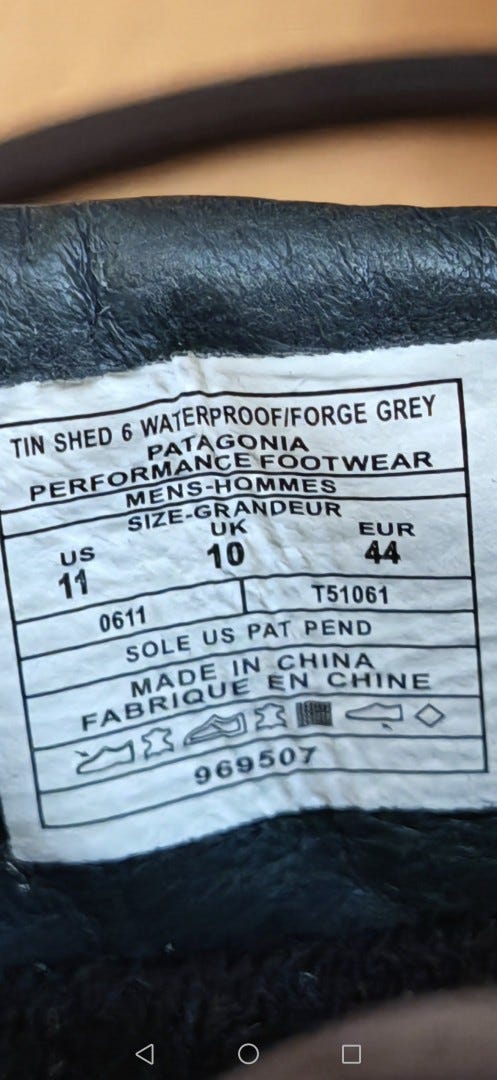 TIN SHED 6 WATERPROOF/FORGE GREY
PATAGONIA
PERFORMANCE FOOTWEAR
MENS-HOMMES
SIZE-GRANDEUR
US UK EUR
11 10 44
0611 T51061
SOLE US PAT PEND
MADE IN CHINA
FABRIQUE EN CHINE
969507